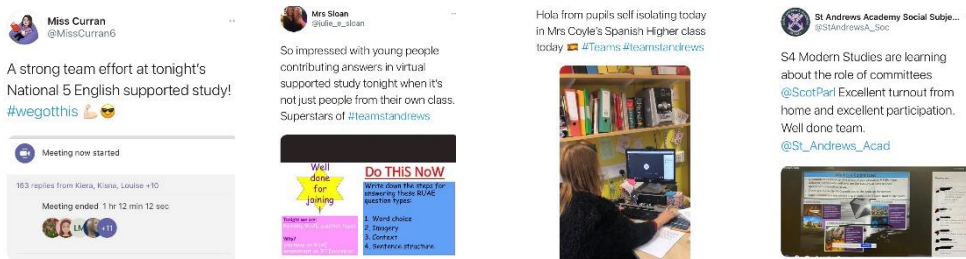 Miss Curran
@MissCurran6
A strong team effort at tonight's
National 5 English supported study!
#wegotthis 💪🏻😎
Meeting now started
163 replies from Kiera, Kisna, Louise +10
Meeting ended 1 hr 12 min 12 sec
LM +11
Mrs Sloan
@julie_e_sloan
So impressed with young people
contributing answers in virtual
supported study tonight when it's
not just people from their own class.
Superstars of #teamstandrews
Well
done
for
joining
Do THiS NoW
Write down the steps for
answering these RUAE
question types:
1. Word choice
2. Imagery
3. Context
4. Sentence structure
Tonight we are:
Why?
Hola from pupils self isolating today
in Mrs Coyle's Spanish Higher class
today 🇪🇸 #Teams #teamstandrews
St Andrews Academy Social Subje...
@StAndrewsA_Soc
S4 Modern Studies are learning
about the role of committees
@ScotParl Excellent turnout from
home and excellent participation.
Well done team.
@St_Andrews_Acad